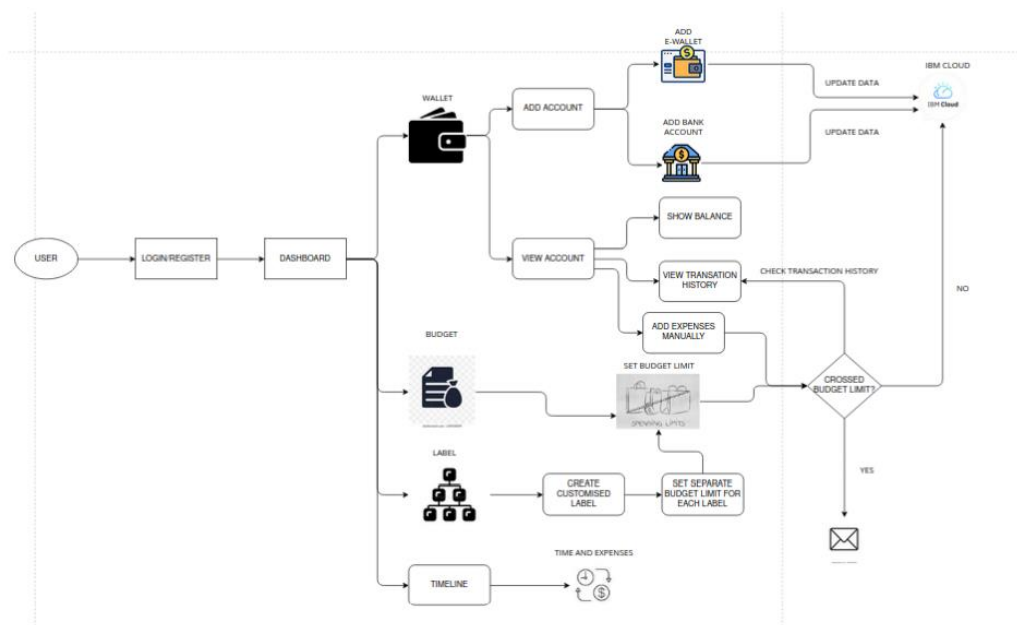 ADD
E-WALLET
IBM CLOUD
IBM Cloud
WALLET
ADD ACCOUNT
UPDATE DATA
ADD BANK
ACCOUNT
UPDATE DATA
SHOW BALANCE
USER
LOGIN/REGISTER
DASHBOARD
VIEW ACCOUNT
VIEW TRANSATION
HISTORY
CHECK TRANSACTION HISTORY
NO
ADD EXPENSES
MANUALLY
BUDGET
SET BUDGET LIMIT
SPENDING LIMITS
CROSSED
BUDGET LIMIT?
LABEL
CREATE
CUSTOMISED
LABEL
SET SEPARATE
BUDGET LIMIT FOR
EACH LABEL
YES
TIME AND EXPENSES
TIMELINE